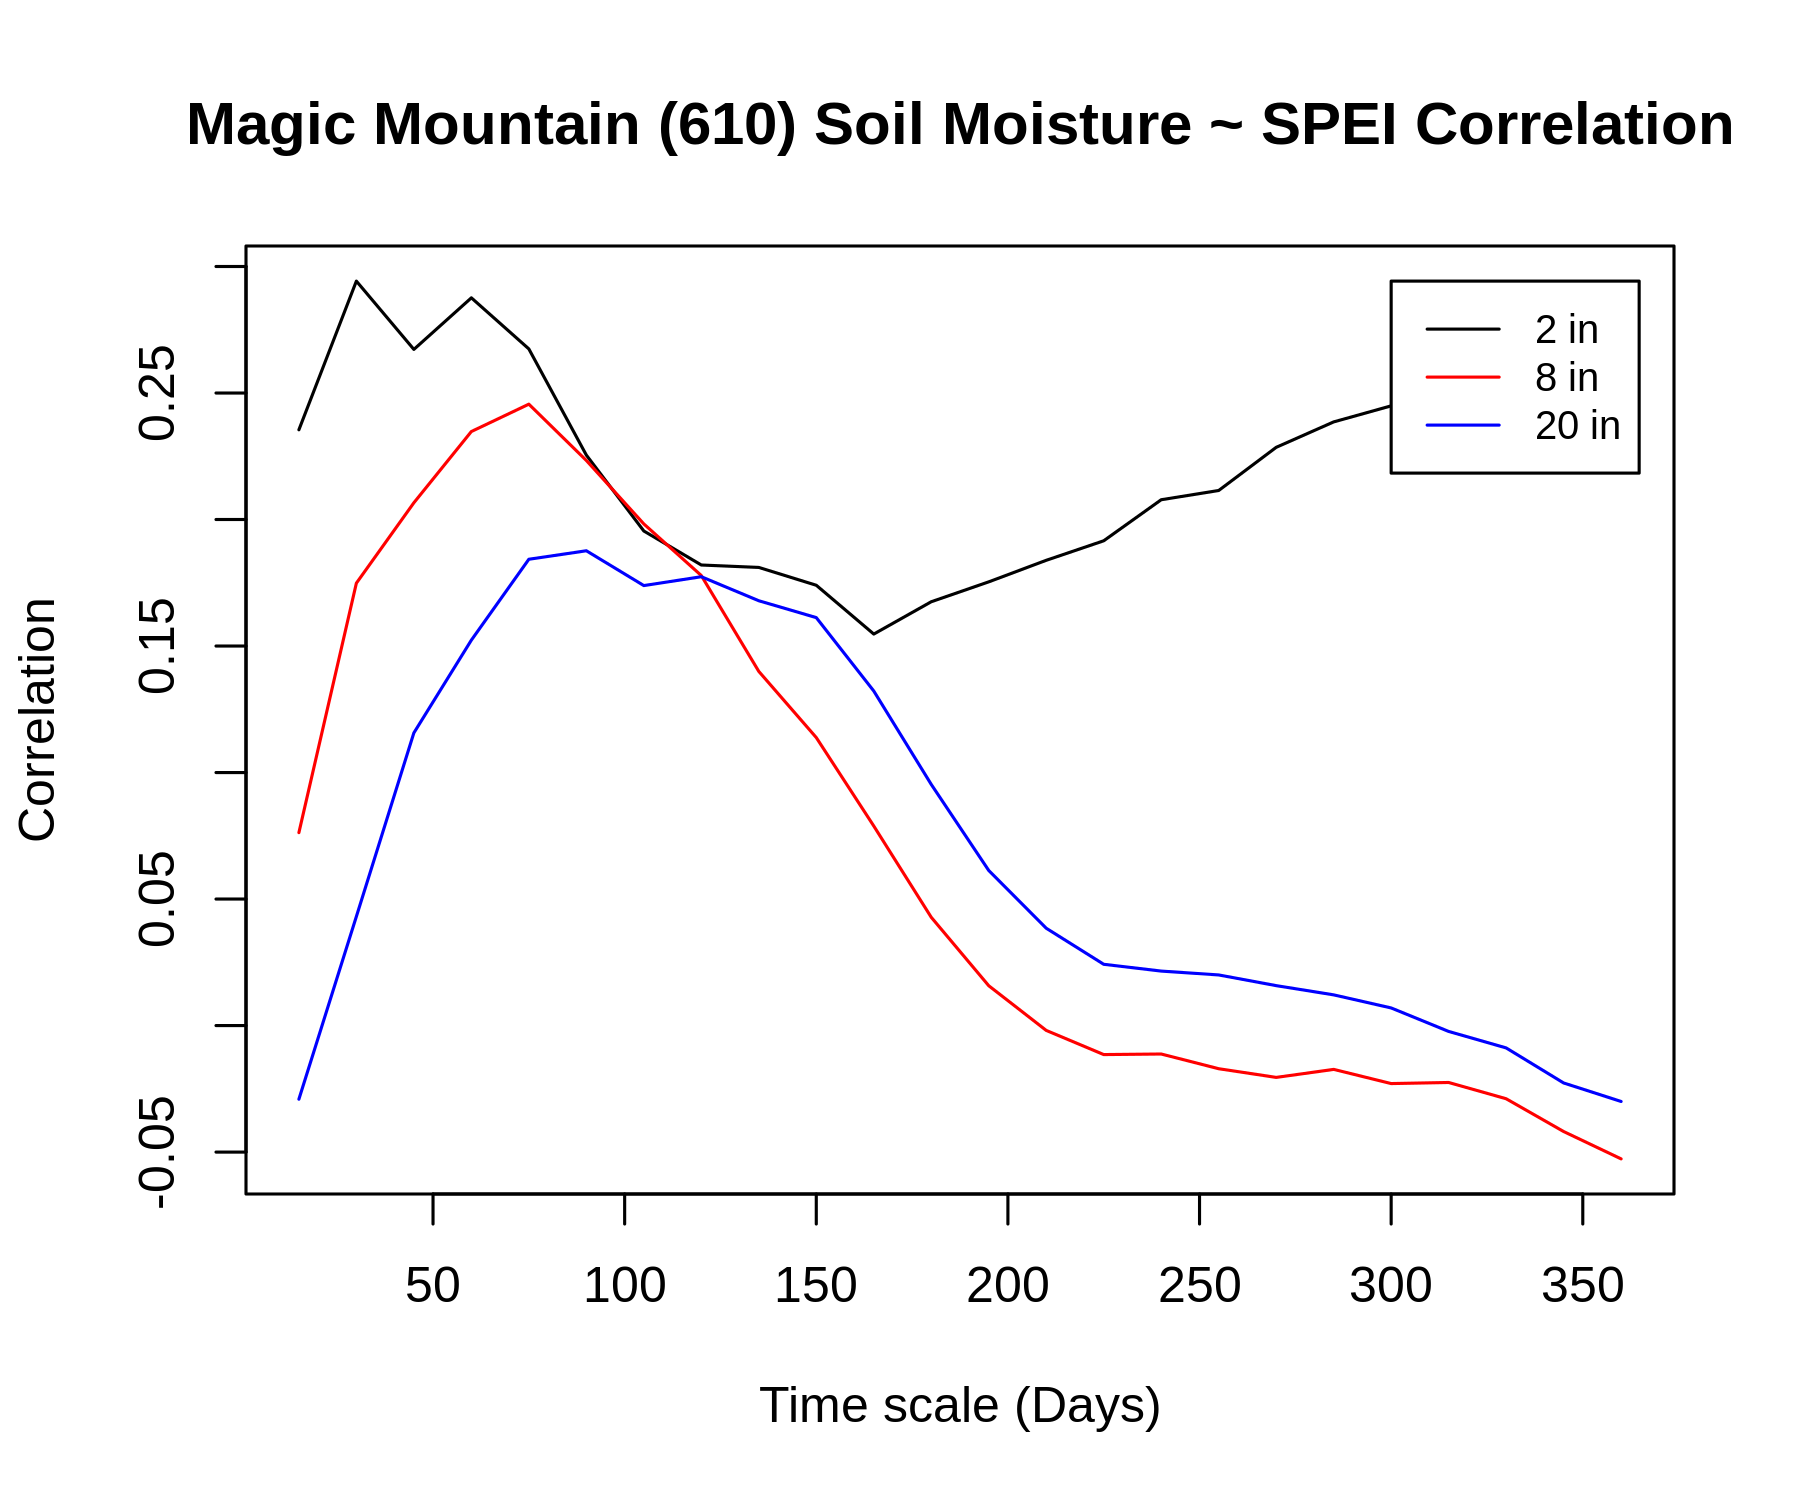 Magic Mountain (610) Soil Moisture ~ SPEI Correlation
2 in
8 in
20 in
Correlation
0.25
0.15
0.05
-0.05
50 100 150 200 250 300 350
Time scale (Days)